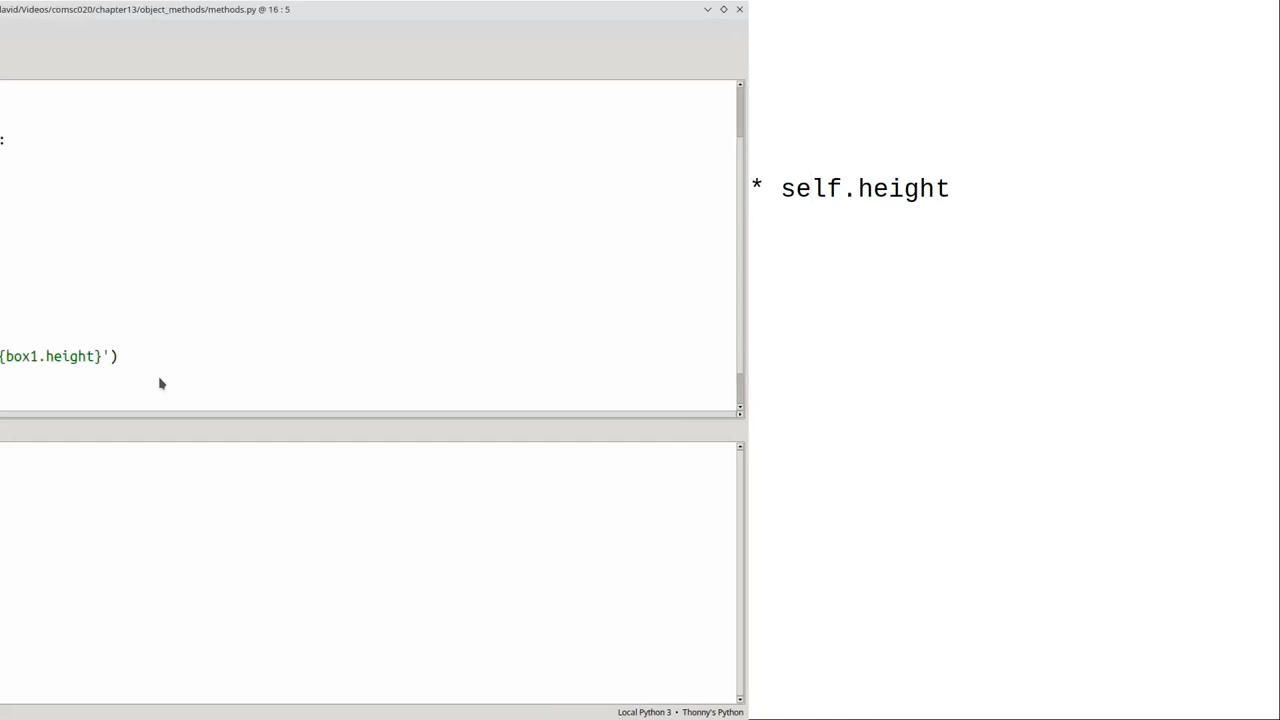 david/Videos/comsc020/chapter13/object_methods/methods.py @ 16 : 5
:
* self.height
{box1.height}')
Local Python 3 • Thonny's Python